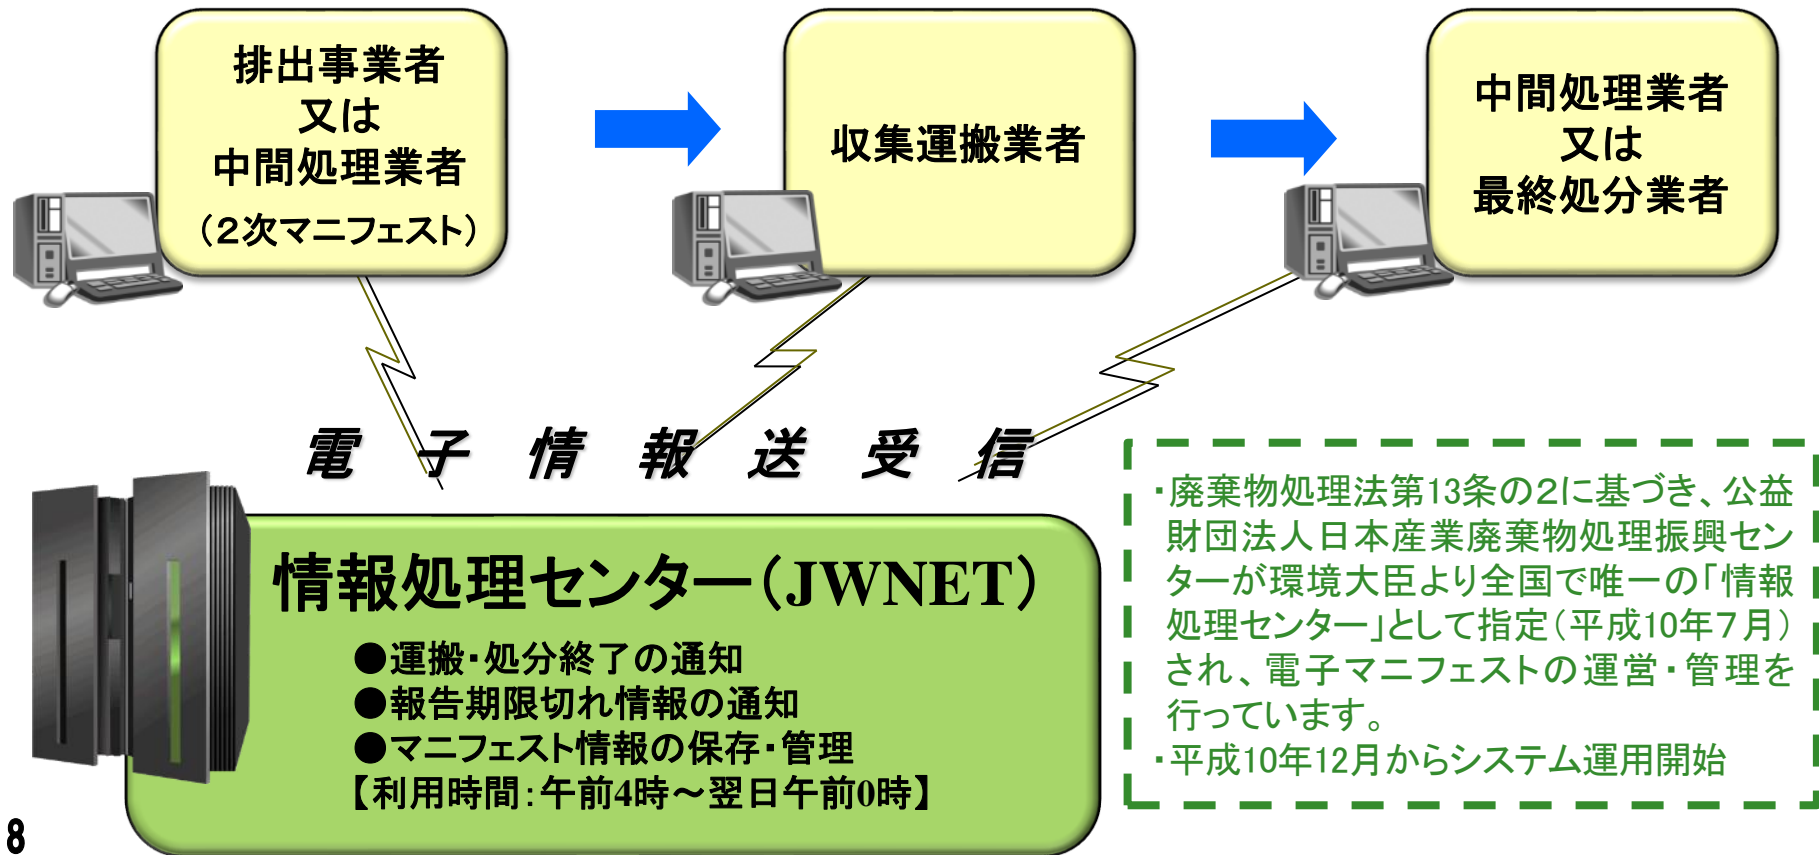 排出事業者
又は
中間処理業者
(２次マニフェスト)
収集運搬業者
中間処理業者
又は
最終処分業者
電子情報送受信
情報処理センター(JWNET)
●運搬・処分終了の通知
●報告期限切れ情報の通知
●マニフェスト情報の保存・管理
【利用時間:午前4時～翌日午前0時】
・廃棄物処理法第13条の２に基づき、公益
財団法人日本産業廃棄物処理振興セン
ターが環境大臣より全国で唯一の「情報
処理センター」として指定(平成10年７月)
され、電子マニフェストの運営・管理を
行っています。
・平成10年12月からシステム運用開始
8